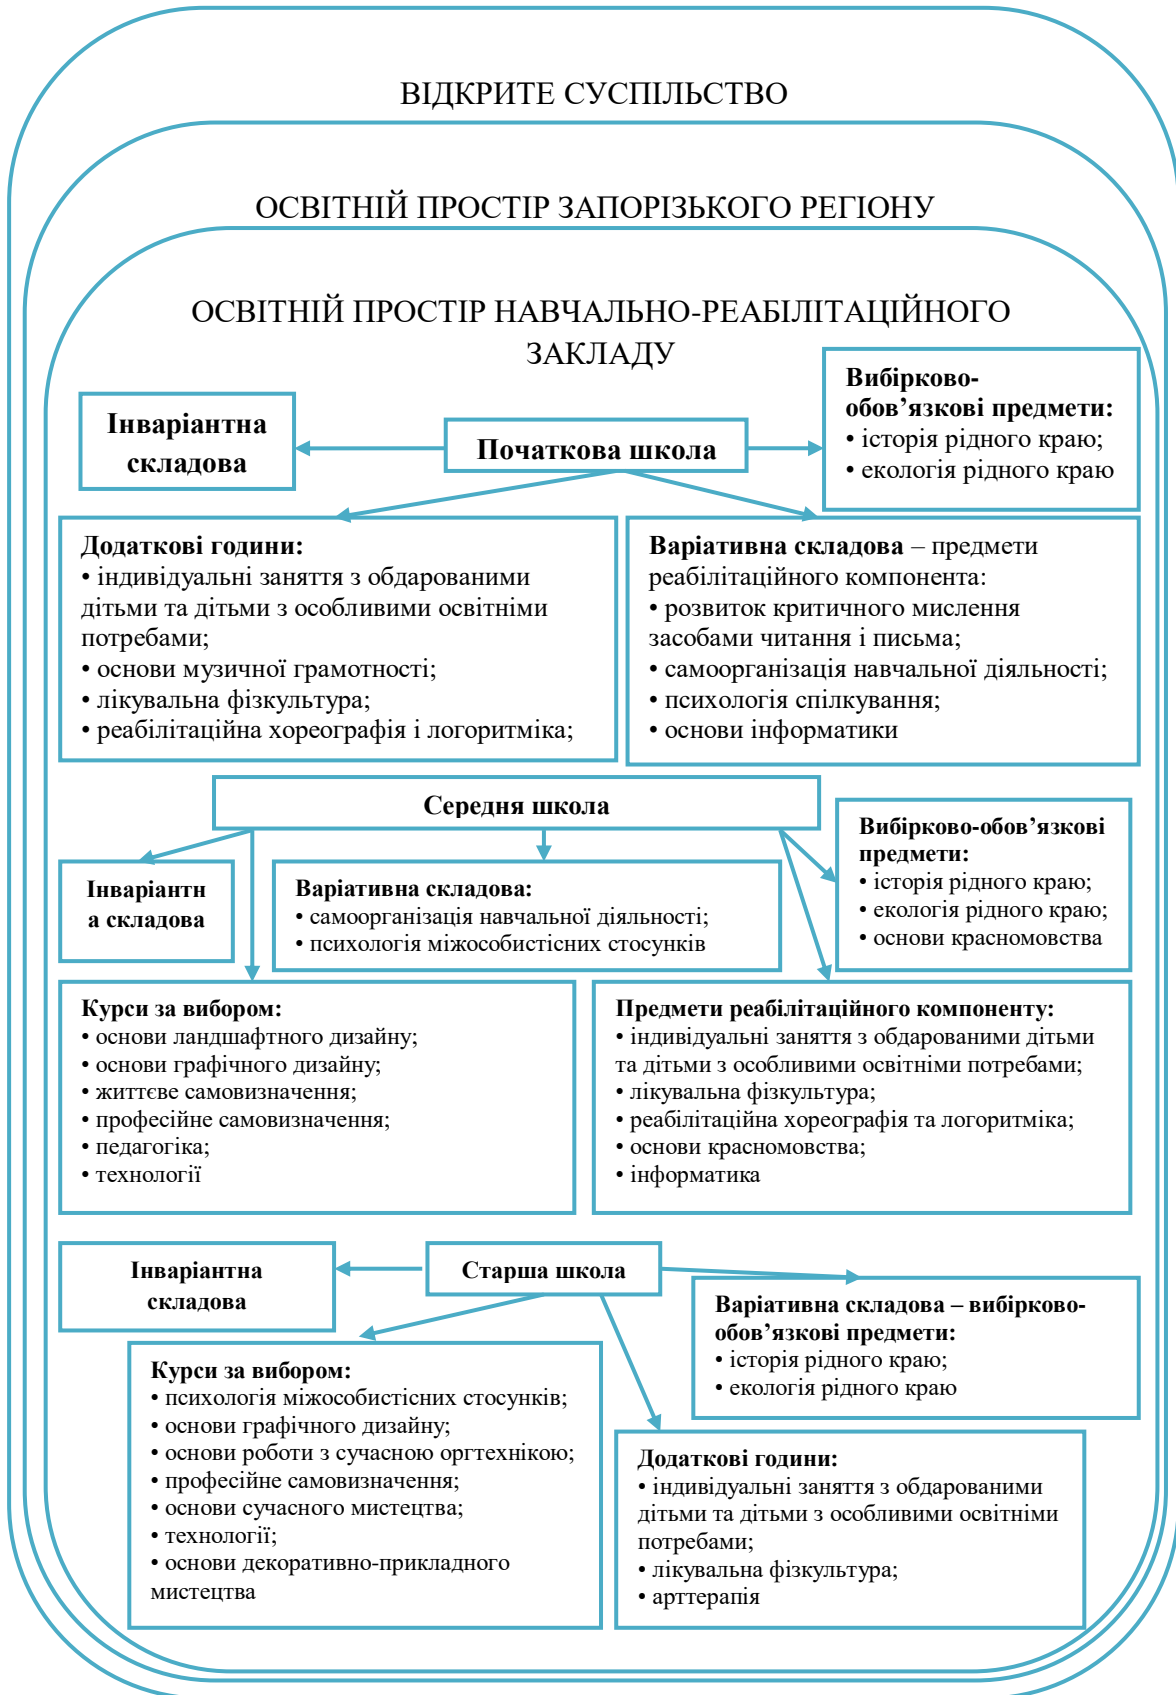 ВІДКРИТЕ СУСПІЛЬСТВО
ОСВІТНІЙ ПРОСТІР ЗАПОРІЗЬКОГО РЕГІОНУ
ОСВІТНІЙ ПРОСТІР НАВЧАЛЬНО-РЕАБІЛІТАЦІЙНОГО
ЗАКЛАДУ
Інваріантна
складова
Початкова школа
Вибірково-
обов’язкові предмети:
• історія рідного краю;
• екологія рідного краю
Додаткові години:
• індивідуальні заняття з обдарованими
дітьми та дітьми з особливими освітніми
потребами;
• основи музичної грамотності;
• лікувальна фізкультура;
• реабілітаційна хореографія і логоритміка;
Варіативна складова – предмети
реабілітаційного компонента:
• розвиток критичного мислення
засобами читання і письма;
• самоорганізація навчальної діяльності;
• психологія спілкування;
• основи інформатики
Середня школа
Інваріантн
а складова
Варіативна складова:
• самоорганізація навчальної діяльності;
• психологія міжособистісних стосунків
Вибірково-обов’язкові
предмети:
• історія рідного краю;
• екологія рідного краю;
• основи красномовства
Курси за вибором:
• основи ландшафтного дизайну;
• основи графічного дизайну;
• життєве самовизначення;
• професійне самовизначення;
• педагогіка;
• технології
Предмети реабілітаційного компоненту:
• індивідуальні заняття з обдарованими дітьми
та дітьми з особливими освітніми потребами;
• лікувальна фізкультура;
• реабілітаційна хореографія та логоритміка;
• основи красномовства;
• інформатика
Інваріантна
складова
Старша школа
Варіативна складова – вибірково-
обов’язкові предмети:
• історія рідного краю;
• екологія рідного краю
Курси за вибором:
• психологія міжособистісних стосунків;
• основи графічного дизайну;
• основи роботи з сучасною оргтехнікою;
• професійне самовизначення;
• основи сучасного мистецтва;
• технології;
• основи декоративно-прикладного
мистецтва
Додаткові години:
• індивідуальні заняття з обдарованими
дітьми та дітьми з особливими освітніми
потребами;
• лікувальна фізкультура;
• арттерапія